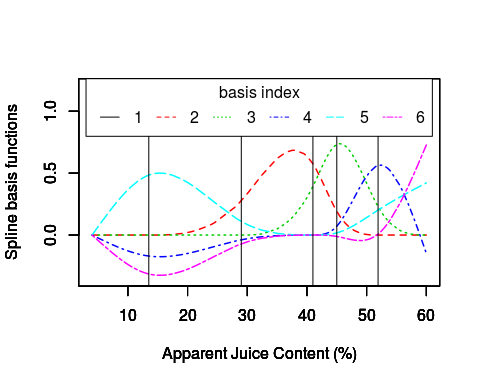 basis index
1 2 3 4 5 6
Spline basis functions
1.0
0.5
0.0
10 20 30 40 50 60
Apparent Juice Content (%)